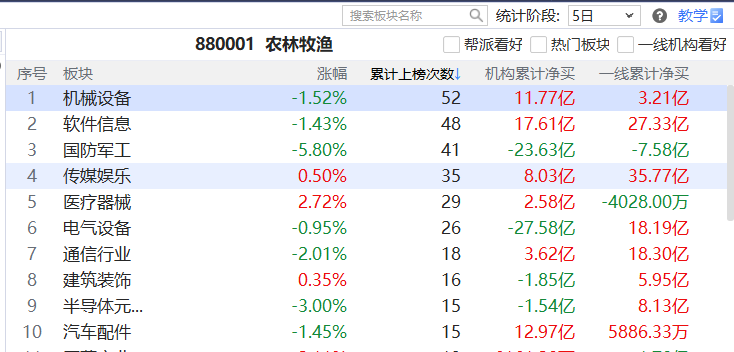 搜索板块名称 统计阶段: 5日 ? 教学
880001 农林牧渔 帮派看好 热门板块 一线机构看好
序号 板块 涨幅 累计上榜次数↓ 机构累计净买 一线累计净买
1 机械设备 -1.52% 52 11.77亿 3.21亿
2 软件信息 -1.43% 48 17.61亿 27.33亿
3 国防军工 -5.80% 41 -23.63亿 -7.58亿
4 传媒娱乐 0.50% 35 8.03亿 35.77亿
5 医疗器械 2.72% 29 2.58亿 -4028.00万
6 电气设备 -0.95% 26 -27.58亿 18.19亿
7 通信行业 -2.01% 18 3.62亿 18.30亿
8 建筑装饰 0.35% 16 -1.85亿 5.95亿
9 半导体元... -3.00% 15 -1.54亿 8.13亿
10 汽车配件 -1.45% 15 12.97亿 5886.33万